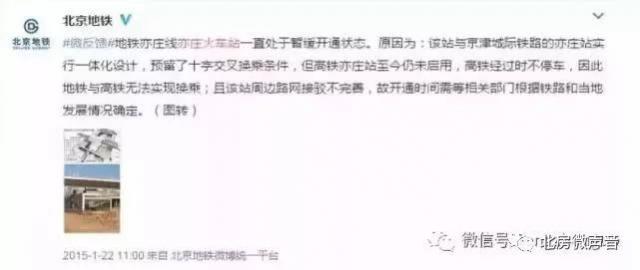 北京地铁
北京地铁
#微反馈#地铁亦庄线亦庄火车站一直处于暂缓开通状态。原因为：该站与京津城际铁路的亦庄站实
行一体化设计，预留了十字交叉换乘条件，但高铁亦庄站至今仍未启用，高铁经过时不停车，因此
地铁与高铁无法实现换乘；且该站周边路网接驳不完善，故开通时间需等相关部门根据铁路和当地
发展情况确定。（图转）
2015-1-22 11:00 来自 北京地铁微博统一平台
微信号
北房微声音